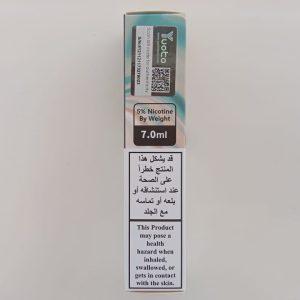 Yuoto
5% Nicotine
By Weight
7.0ml
قد يشكل هذا
المنتج خطراً
على الصحة
عند استنشاقه أو
بلعه أو تماسه
مع الجلد
This Product
may pose a
health
hazard when
inhaled,
swallowed, or
gets in contact
with the skin.